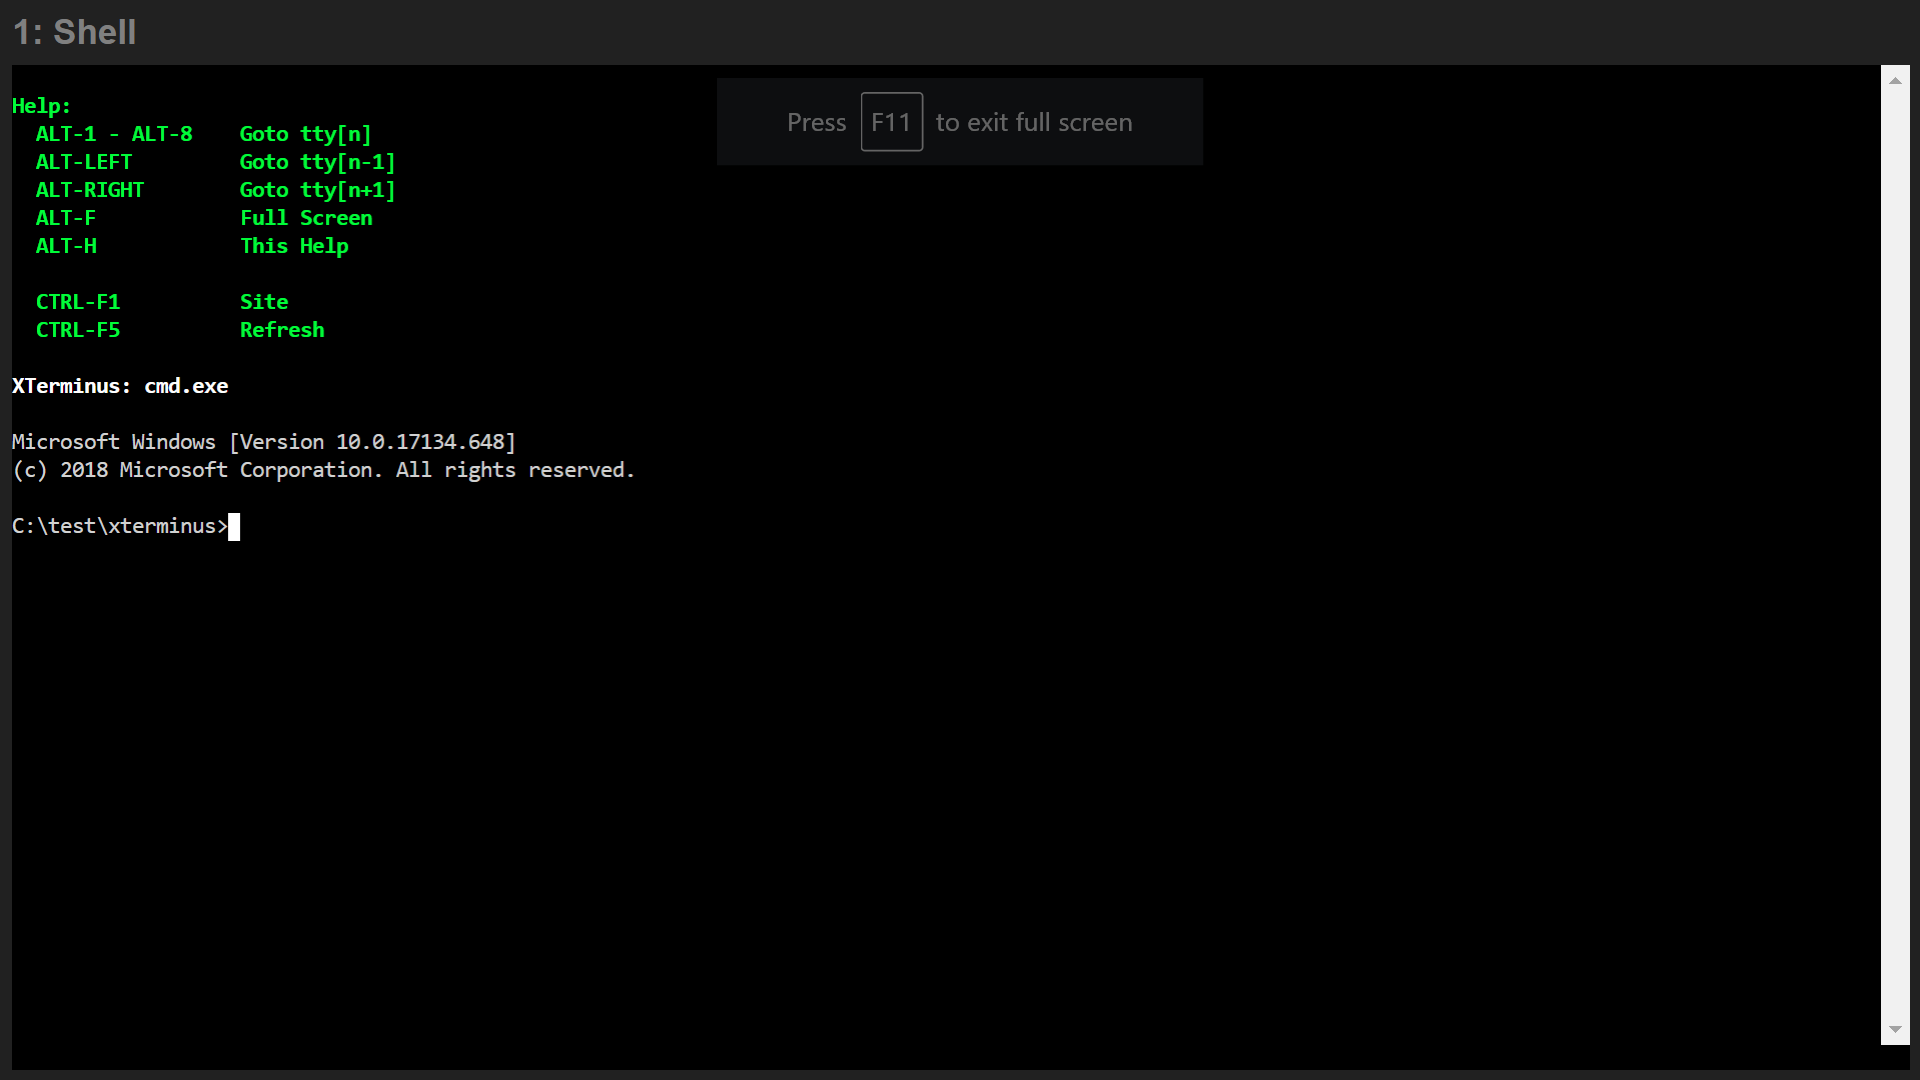 1: Shell
Press F11 to exit full screen
Help:
  ALT-1 - ALT-8    Goto tty[n]
  ALT-LEFT         Goto tty[n-1]
  ALT-RIGHT        Goto tty[n+1]
  ALT-F            Full Screen
  ALT-H            This Help
  CTRL-F1          Site
  CTRL-F5          Refresh
XTerminus: cmd.exe
Microsoft Windows [Version 10.0.17134.648]
(c) 2018 Microsoft Corporation. All rights reserved.
C:\test\xterminus>